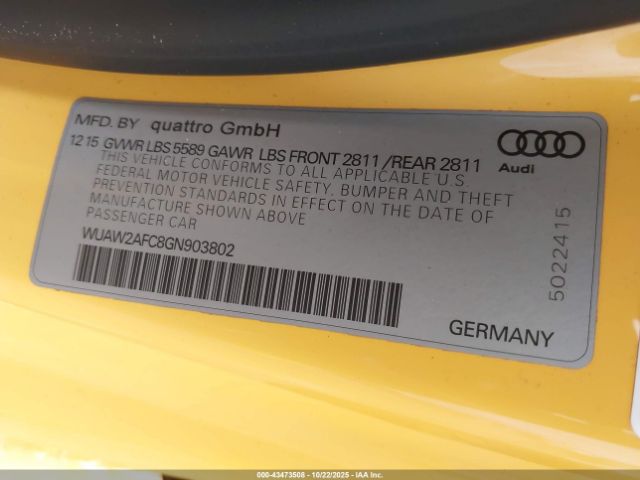 MFD. BY quattro GmbH
12 15 GVWR LBS 5589 GAWR LBS FRONT 2811 /REAR 2811
THIS VEHICLE CONFORMS TO ALL APPLICABLE U.S.
FEDERAL MOTOR VEHICLE SAFETY, BUMPER AND THEFT
PREVENTION STANDARDS IN EFFECT ON THE DATE OF
MANUFACTURE SHOWN ABOVE
PASSENGER CAR
WUAW2AFC8GN903802
Audi
5022415
GERMANY
000-43473508 - 10/22/2025 - IAA Inc.